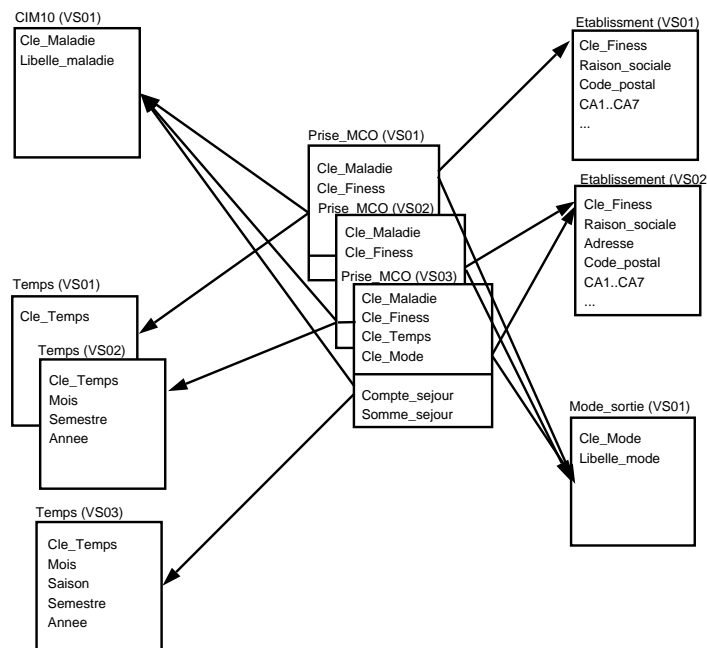 CIM10 (VS01)
Cle_Maladie
Libelle_maladie
Etablissment (VS01)
Cle_Finess
Raison_sociale
Code_postal
CA1..CA7
...
Prise_MCO (VS01)
Cle_Maladie
Cle_Finess
Prise_MCO (VS02)
Cle_Maladie
Cle_Finess
Prise_MCO (VS03)
Cle_Maladie
Cle_Finess
Cle_Temps
Cle_Mode
Compte_sejour
Somme_sejour
Etablissement (VS02
Cle_Finess
Raison_sociale
Adresse
Code_postal
CA1..CA7
...
Temps (VS01)
Cle_Temps
Temps (VS02)
Cle_Temps
Mois
Semestre
Annee
Mode_sortie (VS01)
Cle_Mode
Libelle_mode
Temps (VS03)
Cle_Temps
Mois
Saison
Semestre
Annee